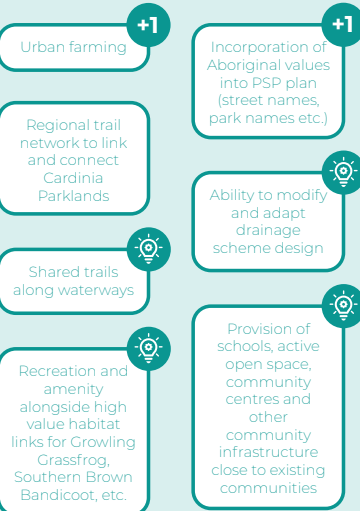 +1
Urban farming
Regional trail
network to link
and connect
Cardinia
Parklands
Shared trails
along waterways
Recreation and
amenity
alongside high
value habitat
links for Growling
Grassfrog,
Southern Brown
Bandicoot, etc.
+1
Incorporation of
Aboriginal values
into PSP plan
(street names,
park names etc.)
Ability to modify
and adapt
drainage
scheme design
Provision of
schools, active
open space,
community
centres and
other
community
infrastructure
close to existing
communities